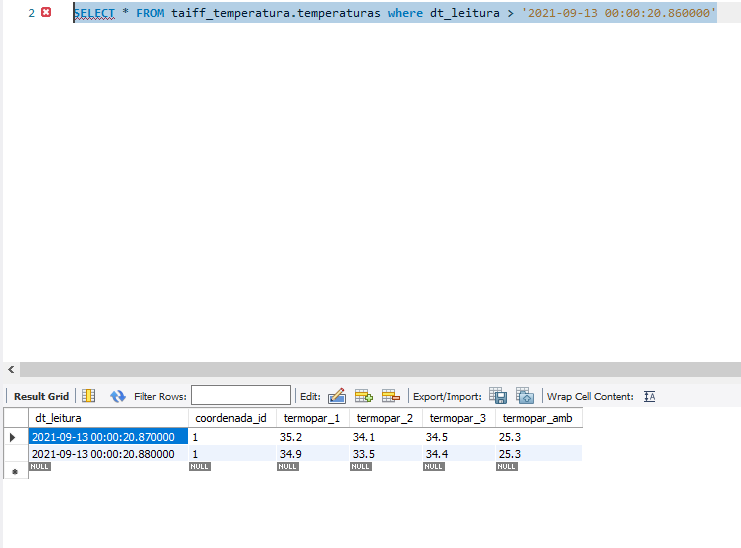 2 SELECT * FROM taiff_temperatura.temperaturas where dt_leitura > '2021-09-13 00:00:20.860000'
Result Grid Filter Rows: Edit: Export/Import: Wrap Cell Content:
dt_leitura coordenada_id termopar_1 termopar_2 termopar_3 termopar_amb
2021-09-13 00:00:20.870000 1 35.2 34.1 34.5 25.3
2021-09-13 00:00:20.880000 1 34.9 33.5 34.4 25.3
NULL NULL NULL NULL NULL NULL